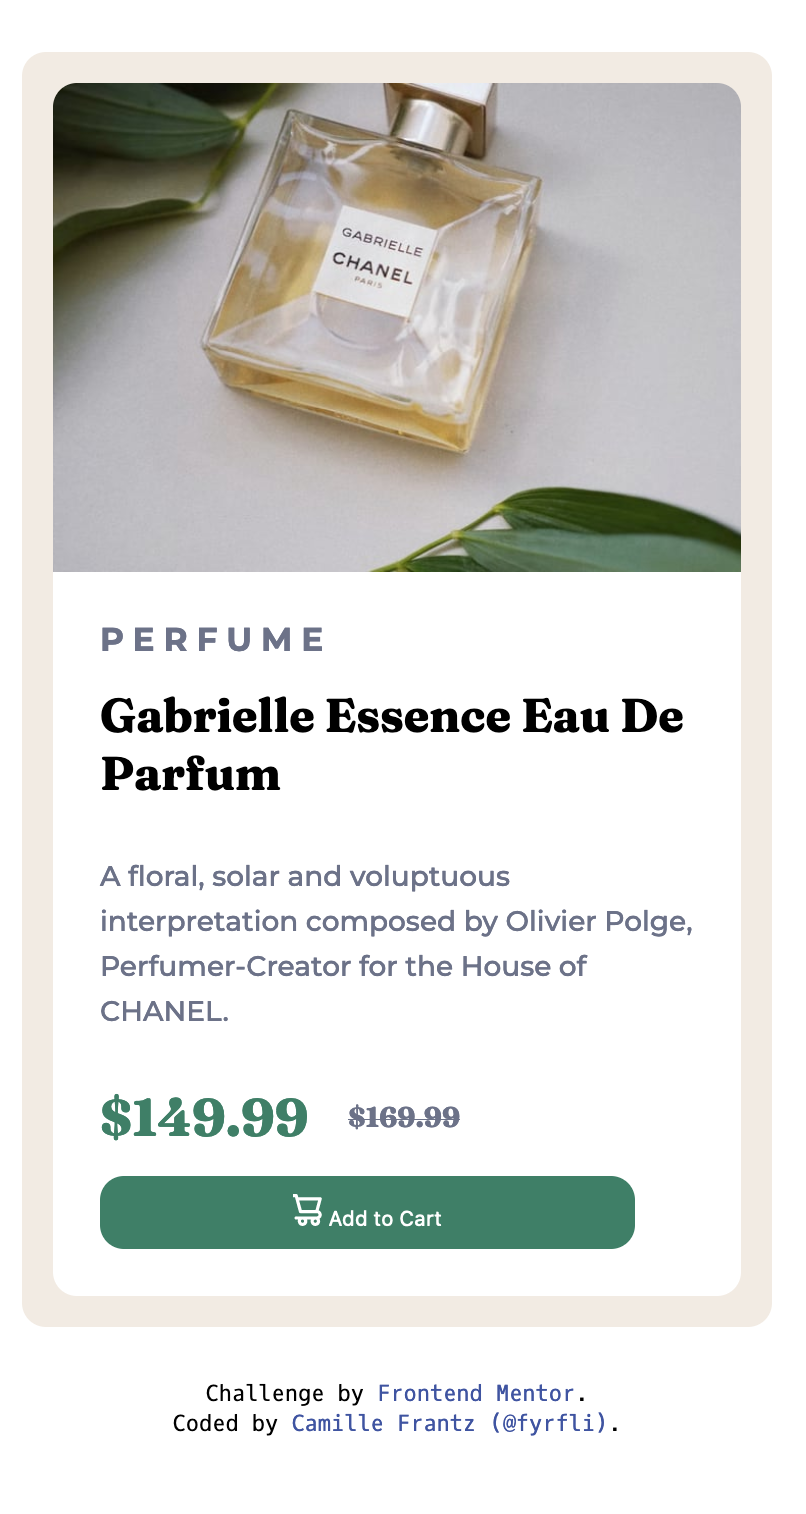 GABRIELLE
CHANEL
PARIS
PERFUME
Gabrielle Essence Eau De
Parfum
A floral, solar and voluptuous
interpretation composed by Olivier Polge,
Perfumer-Creator for the House of
CHANEL.
$149.99 $169.99
Add to Cart
Challenge by Frontend Mentor.
Coded by Camille Frantz (@fyrfli).